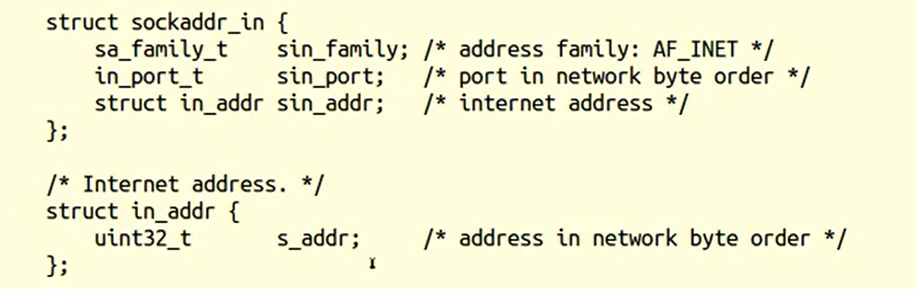 struct sockaddr_in {
    sa_family_t    sin_family; /* address family: AF_INET */
    in_port_t      sin_port;   /* port in network byte order */
    struct in_addr sin_addr;   /* internet address */
};

/* Internet address. */
struct in_addr {
    uint32_t       s_addr;     /* address in network byte order */
};